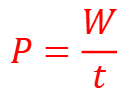 P = W/t